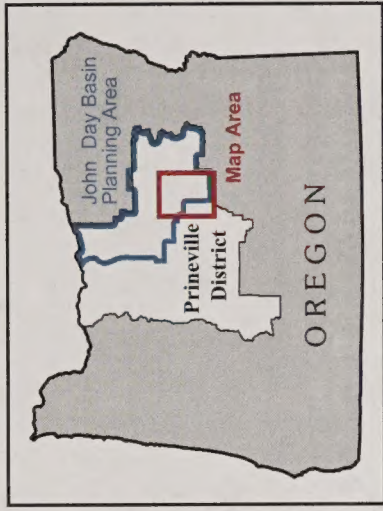 John Day Basin
Planning Area
Map Area
Prineville
District
OREGON